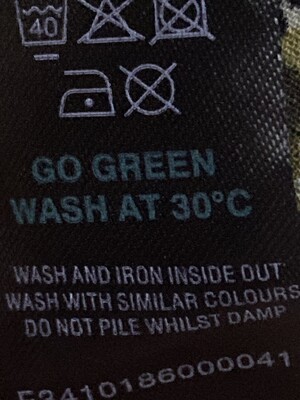 40
GO GREEN
WASH AT 30°C
WASH AND IRON INSIDE OUT
WASH WITH SIMILAR COLOURS
DO NOT PILE WHILST DAMP
F3410186000041